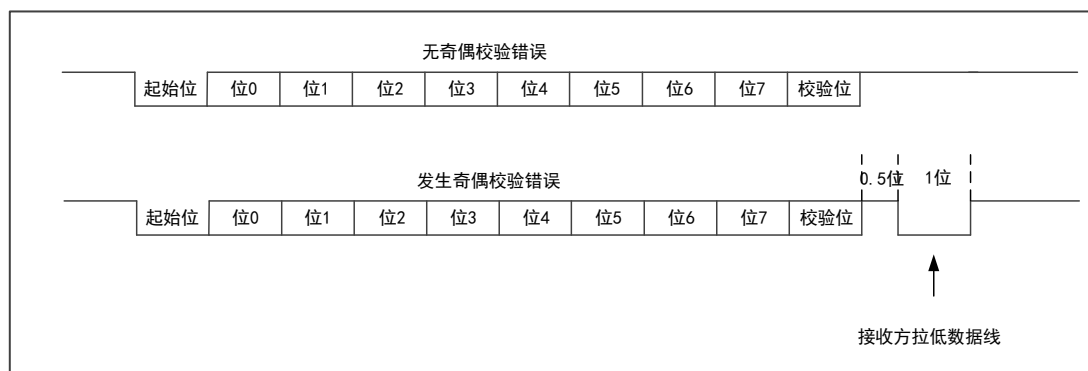 无奇偶校验错误
起始位 位0 位1 位2 位3 位4 位5 位6 位7 校验位
发生奇偶校验错误
0.5位 1位
起始位 位0 位1 位2 位3 位4 位5 位6 位7 校验位
接收方拉低数据线